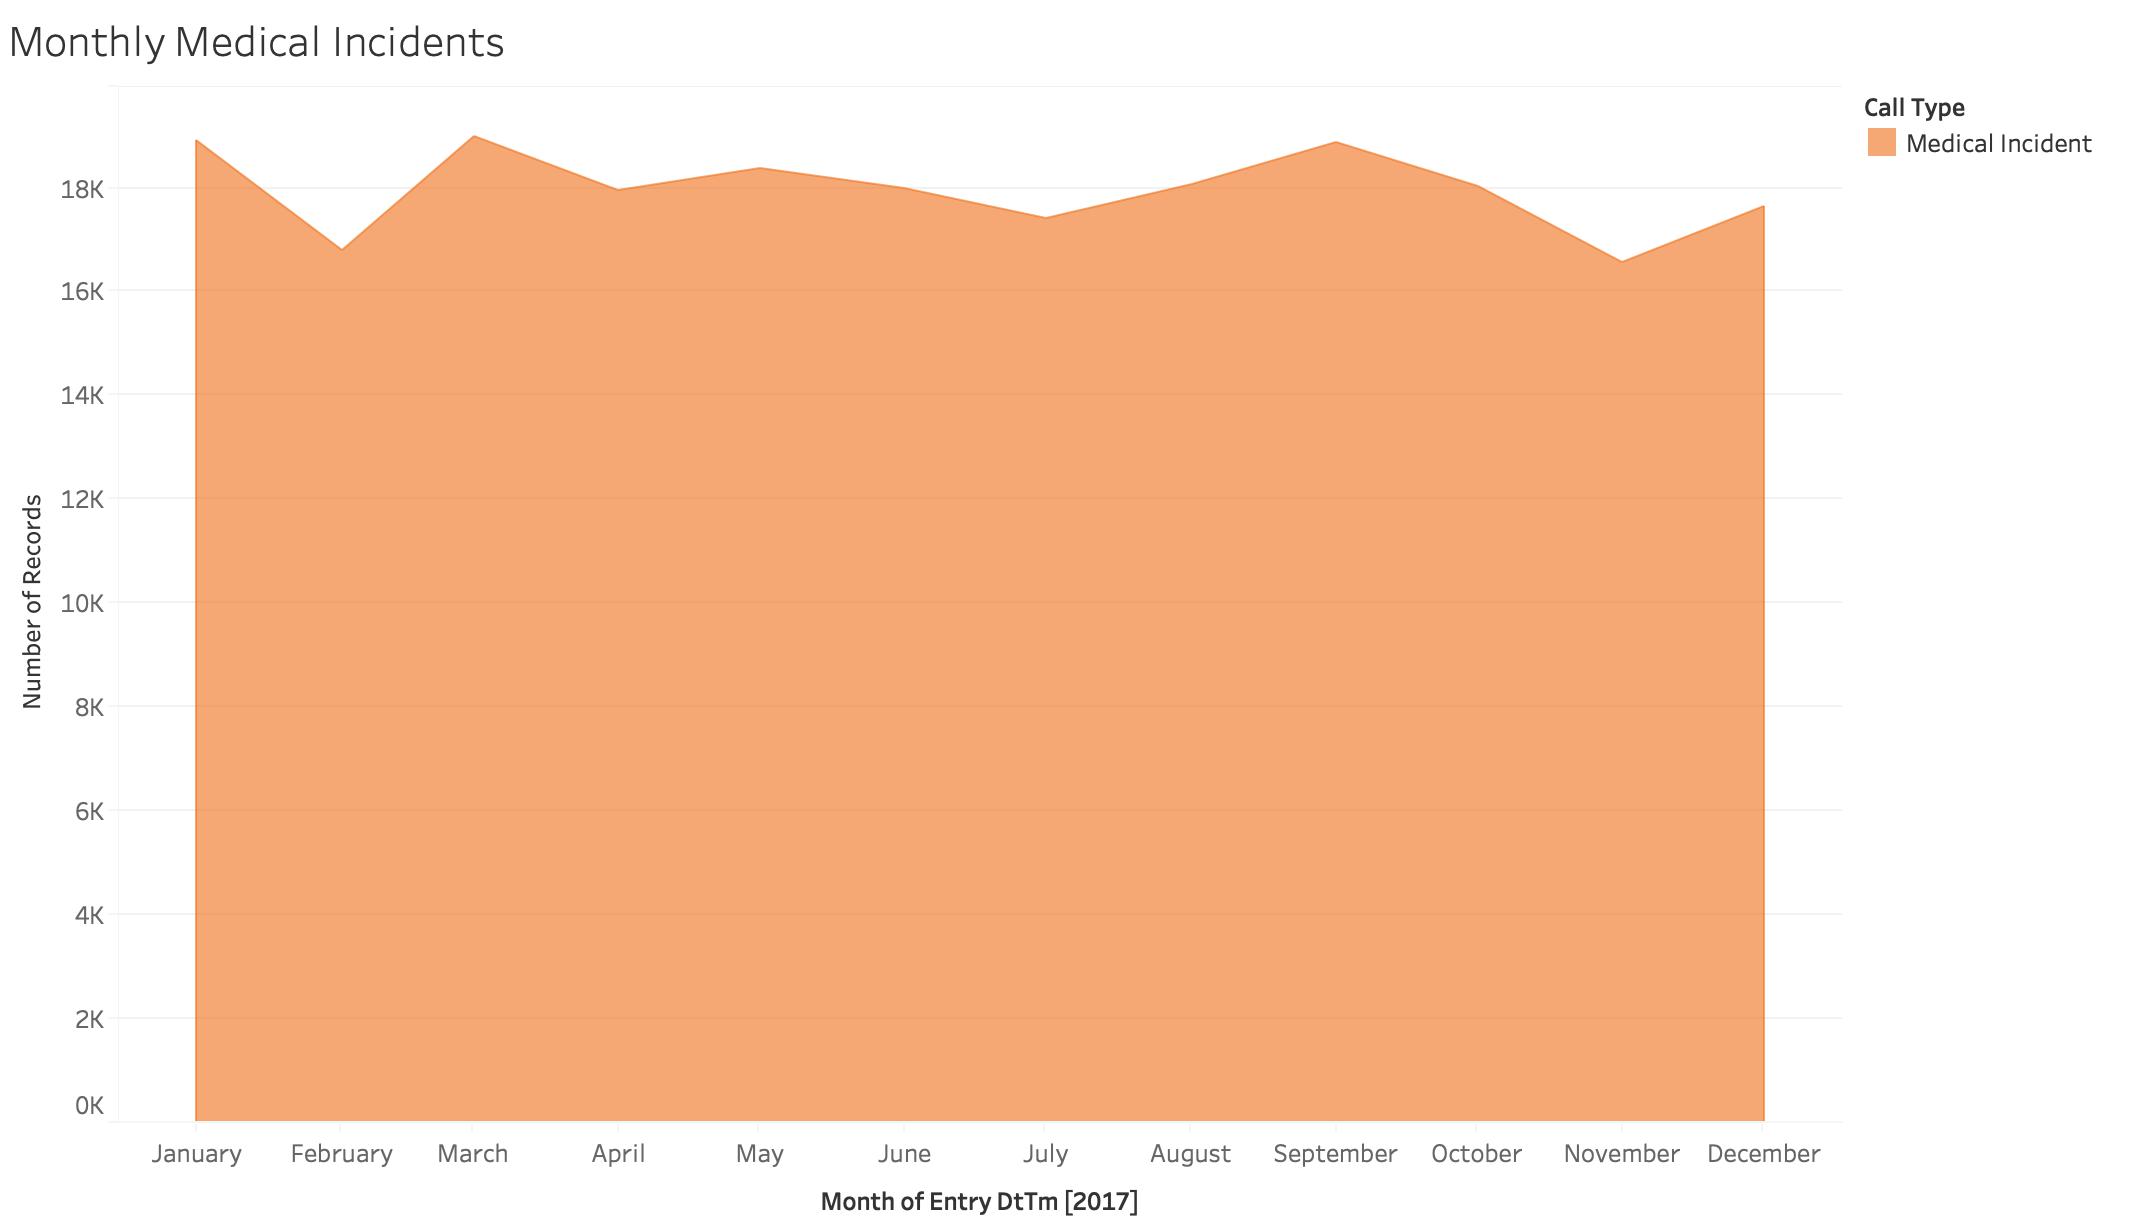 Monthly Medical Incidents
Call Type
Medical Incident
Number of Records
18K
16K
14K
12K
10K
8K
6K
4K
2K
0K
January February March April May June July August September October November December
Month of Entry DtTm [2017]